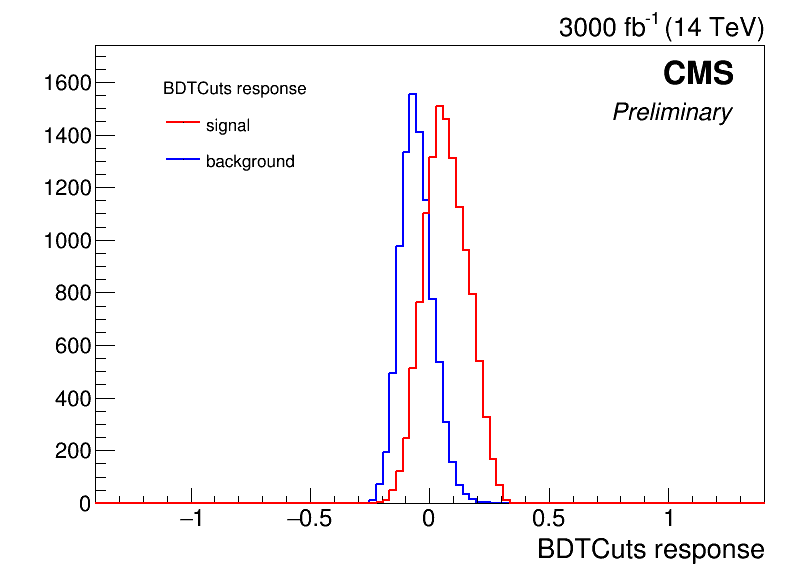 3000 fb-1 (14 TeV)
CMS
Preliminary
BDTCuts response
signal
background
1600
1400
1200
1000
800
600
400
200
0
−1 −0.5 0 0.5 1
BDTCuts response